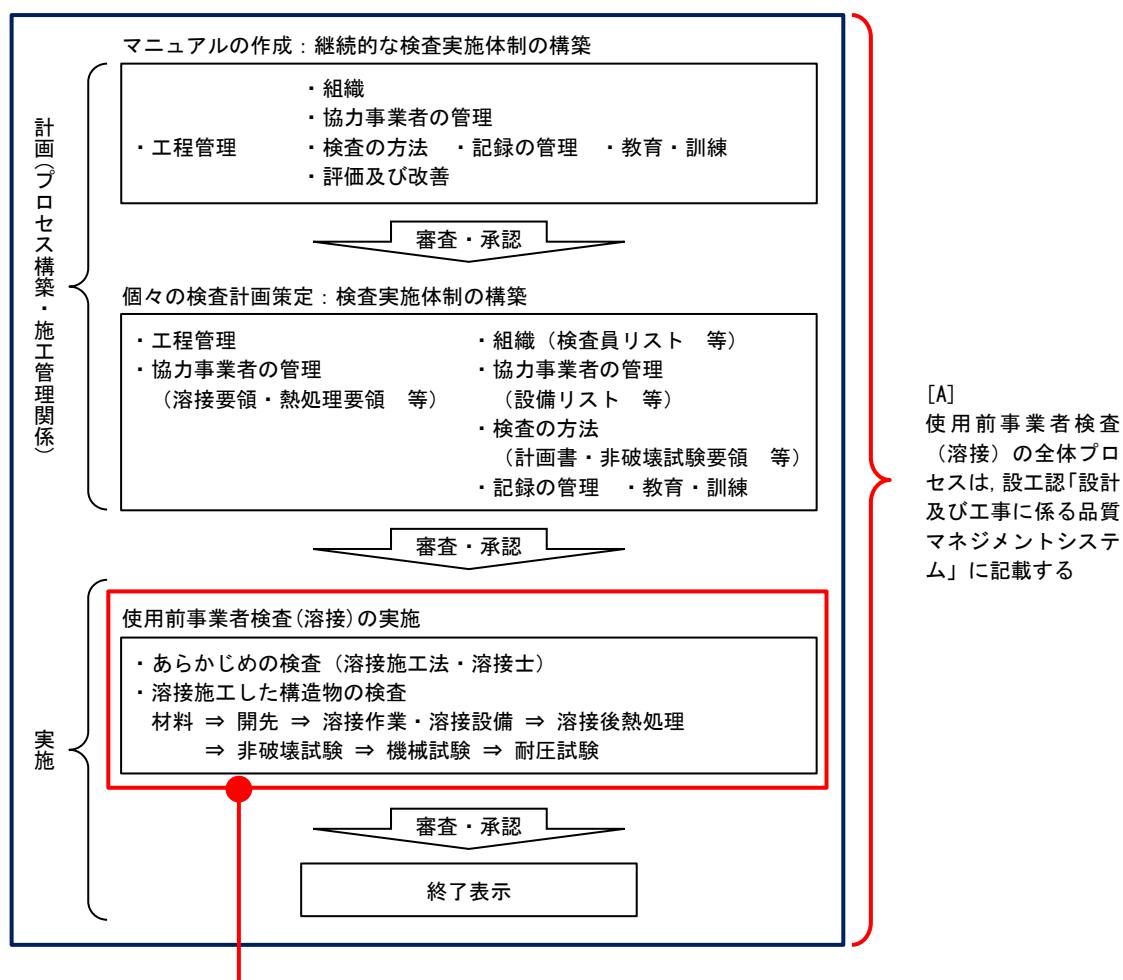 マニュアルの作成:継続的な検査実施体制の構築
計画(プロセス構築・施工管理関係)
・組織
・協力事業者の管理
・工程管理 ・検査の方法 ・記録の管理 ・教育・訓練
・評価及び改善
審査・承認
個々の検査計画策定:検査実施体制の構築
・工程管理
・協力事業者の管理
(溶接要領・熱処理要領 等)
・組織(検査員リスト 等)
・協力事業者の管理
(設備リスト 等)
・検査の方法
(計画書・非破壊試験要領 等)
・記録の管理 ・教育・訓練
審査・承認
実施
使用前事業者検査(溶接)の実施
・あらかじめの検査(溶接施工法・溶接士)
・溶接施工した構造物の検査
材料 ⇒ 開先 ⇒ 溶接作業・溶接設備 ⇒ 溶接後熱処理
⇒ 非破壊試験 ⇒ 機械試験 ⇒ 耐圧試験
審査・承認
終了表示
[A]
使用前事業者検査
(溶接)の全体プロ
セスは,設工認「設計
及び工事に係る品質
マネジメントシステ
ム」に記載する